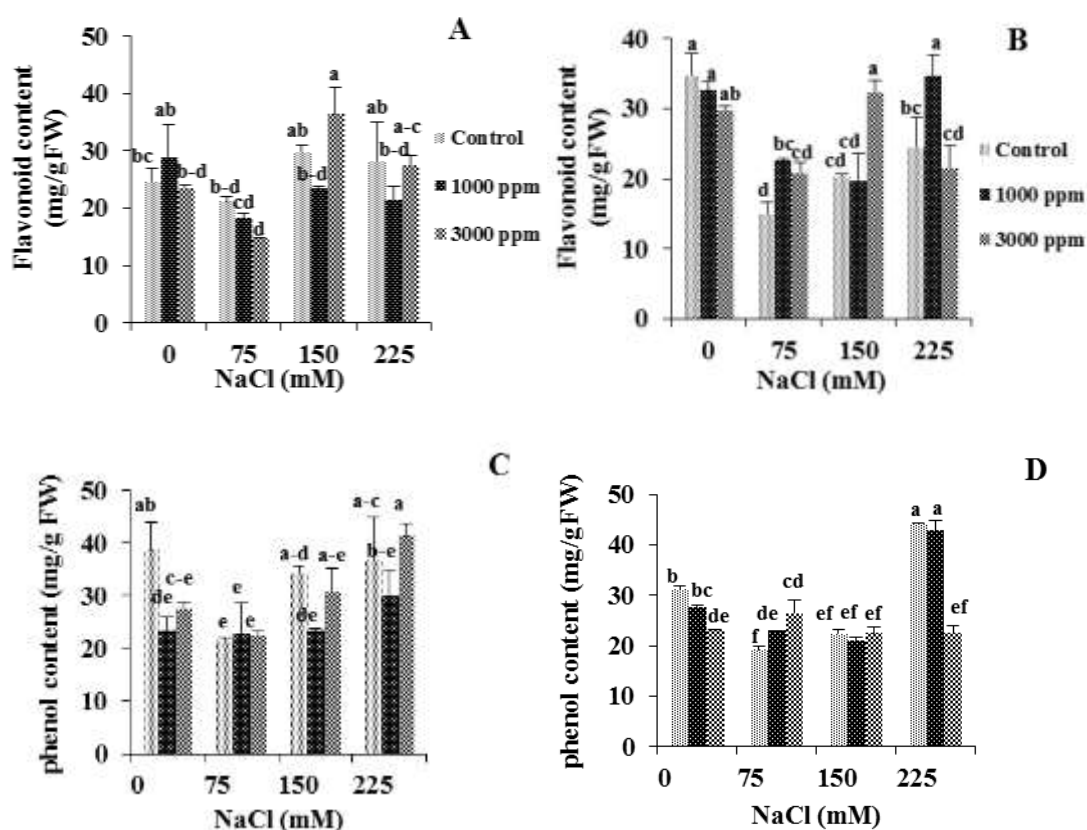 A
Flavonoid content
(mg/gFW)
50
40
30
20
10
0
bc
ab
b-d
b-d
cd
d
ab
b-d
a
ab
b-d
a-c
Control
1000 ppm
3000 ppm
0 75 150 225
NaCl (mM)
B
Flavonoid content
(mg/gFW)
40
30
20
10
0
a
a
ab
d
bc
cd
cd
cd
a
bc
a
cd
Control
1000 ppm
3000 ppm
0 75 150 225
NaCl (mM)
C
phenol content (mg/g FW)
50
40
30
20
10
0
ab
de
c-e
e
e
e
a-d
de
a-e
a-c
b-e
a
0 75 150 225
NaCl (mM)
D
phenol content (mg/gFW)
50
40
30
20
10
0
b
bc
de
f
de
cd
ef
ef
ef
a
a
ef
0 75 150 225
NaCl (mM)